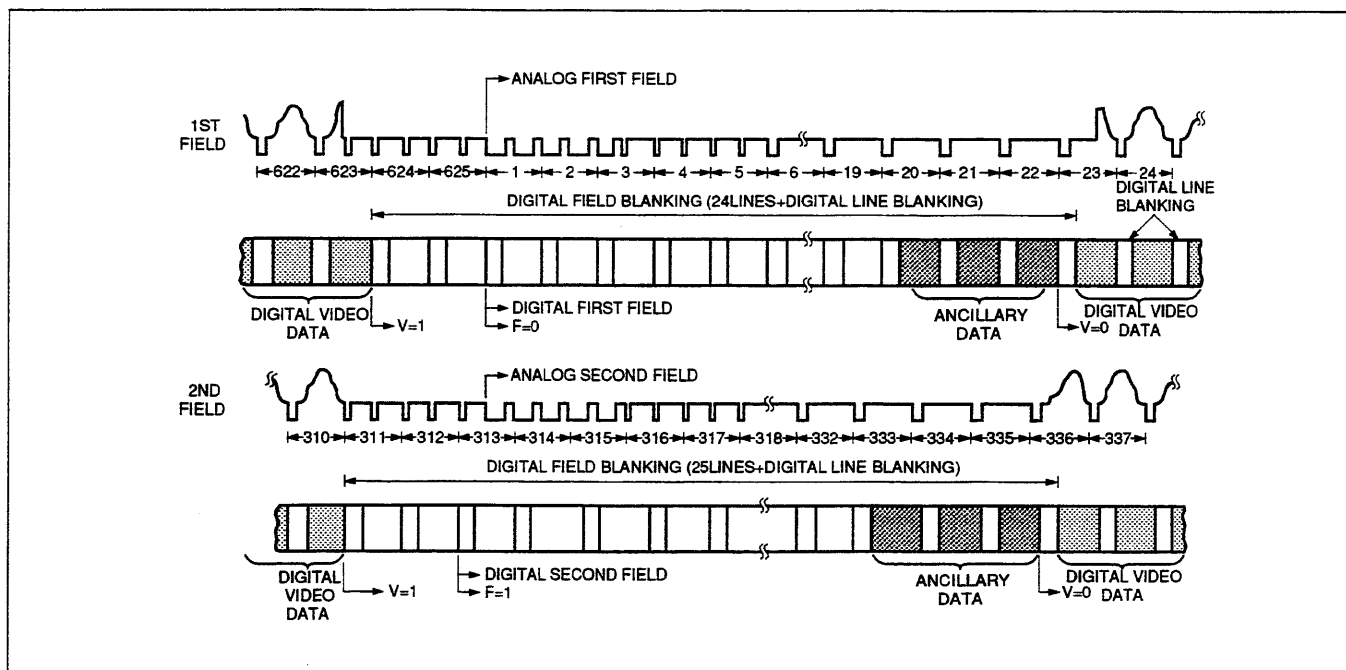 ANALOG FIRST FIELD
1ST
FIELD
622 623 624 625 1 2 3 4 5 6 19 20 21 22 23 24
DIGITAL FIELD BLANKING (24LINES+DIGITAL LINE BLANKING)
DIGITAL LINE
BLANKING
DIGITAL VIDEO
DATA
V=1
DIGITAL FIRST FIELD
F=0
ANCILLARY
DATA
V=0
DIGITAL VIDEO
DATA
ANALOG SECOND FIELD
2ND
FIELD
310 311 312 313 314 315 316 317 318 332 333 334 335 336 337
DIGITAL FIELD BLANKING (25LINES+DIGITAL LINE BLANKING)
DIGITAL
VIDEO
DATA
V=1
DIGITAL SECOND FIELD
F=1
ANCILLARY
DATA
V=0
DIGITAL VIDEO
DATA